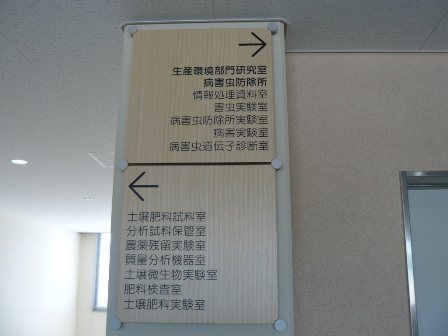 →
生産環境部門研究室
病害虫防除所
情報処理資料室
害虫実験室
病害虫防除所実験室
病害実験室
病害虫遺伝子診断室
←
土壌肥料試料室
分析試料保管室
農薬残留実験室
質量分析機器室
土壌微生物実験室
肥料検査室
土壌肥料実験室